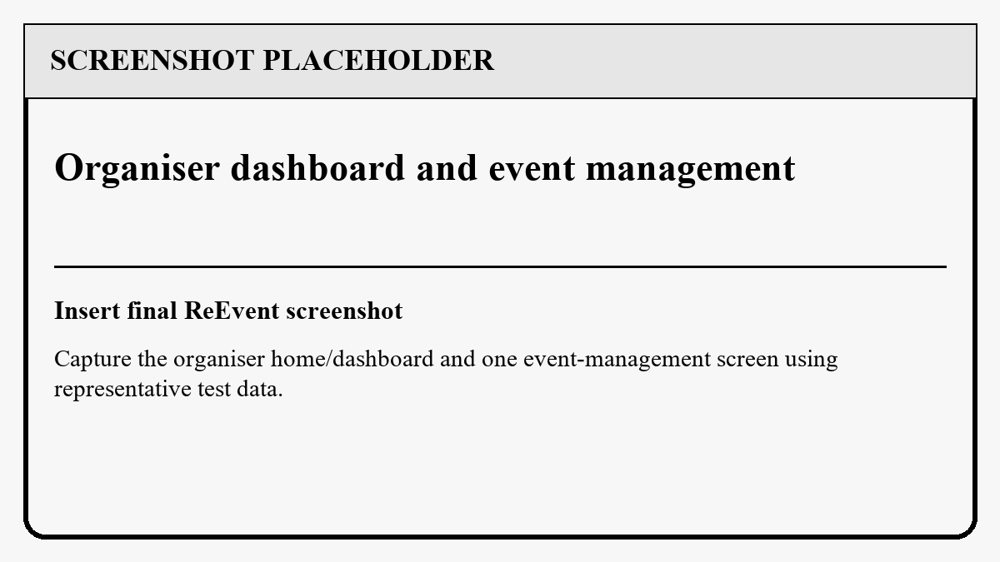 SCREENSHOT PLACEHOLDER
Organiser dashboard and event management
Insert final ReEvent screenshot
Capture the organiser home/dashboard and one event-management screen using
representative test data.